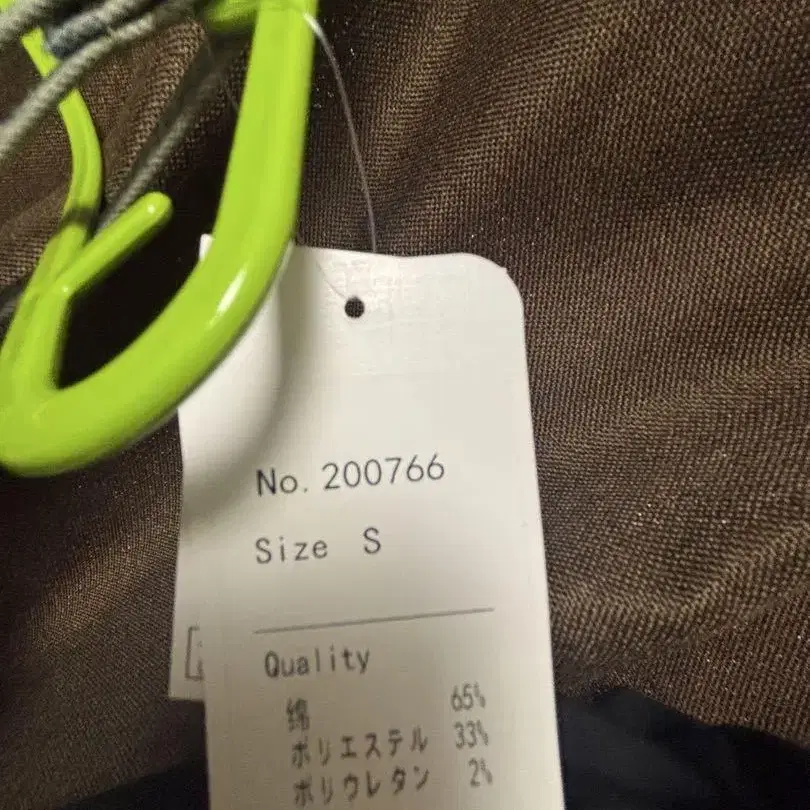 No. 200766
Size S
Quality
綿 65%
ポリエステル 33%
ポリウレタン 2%